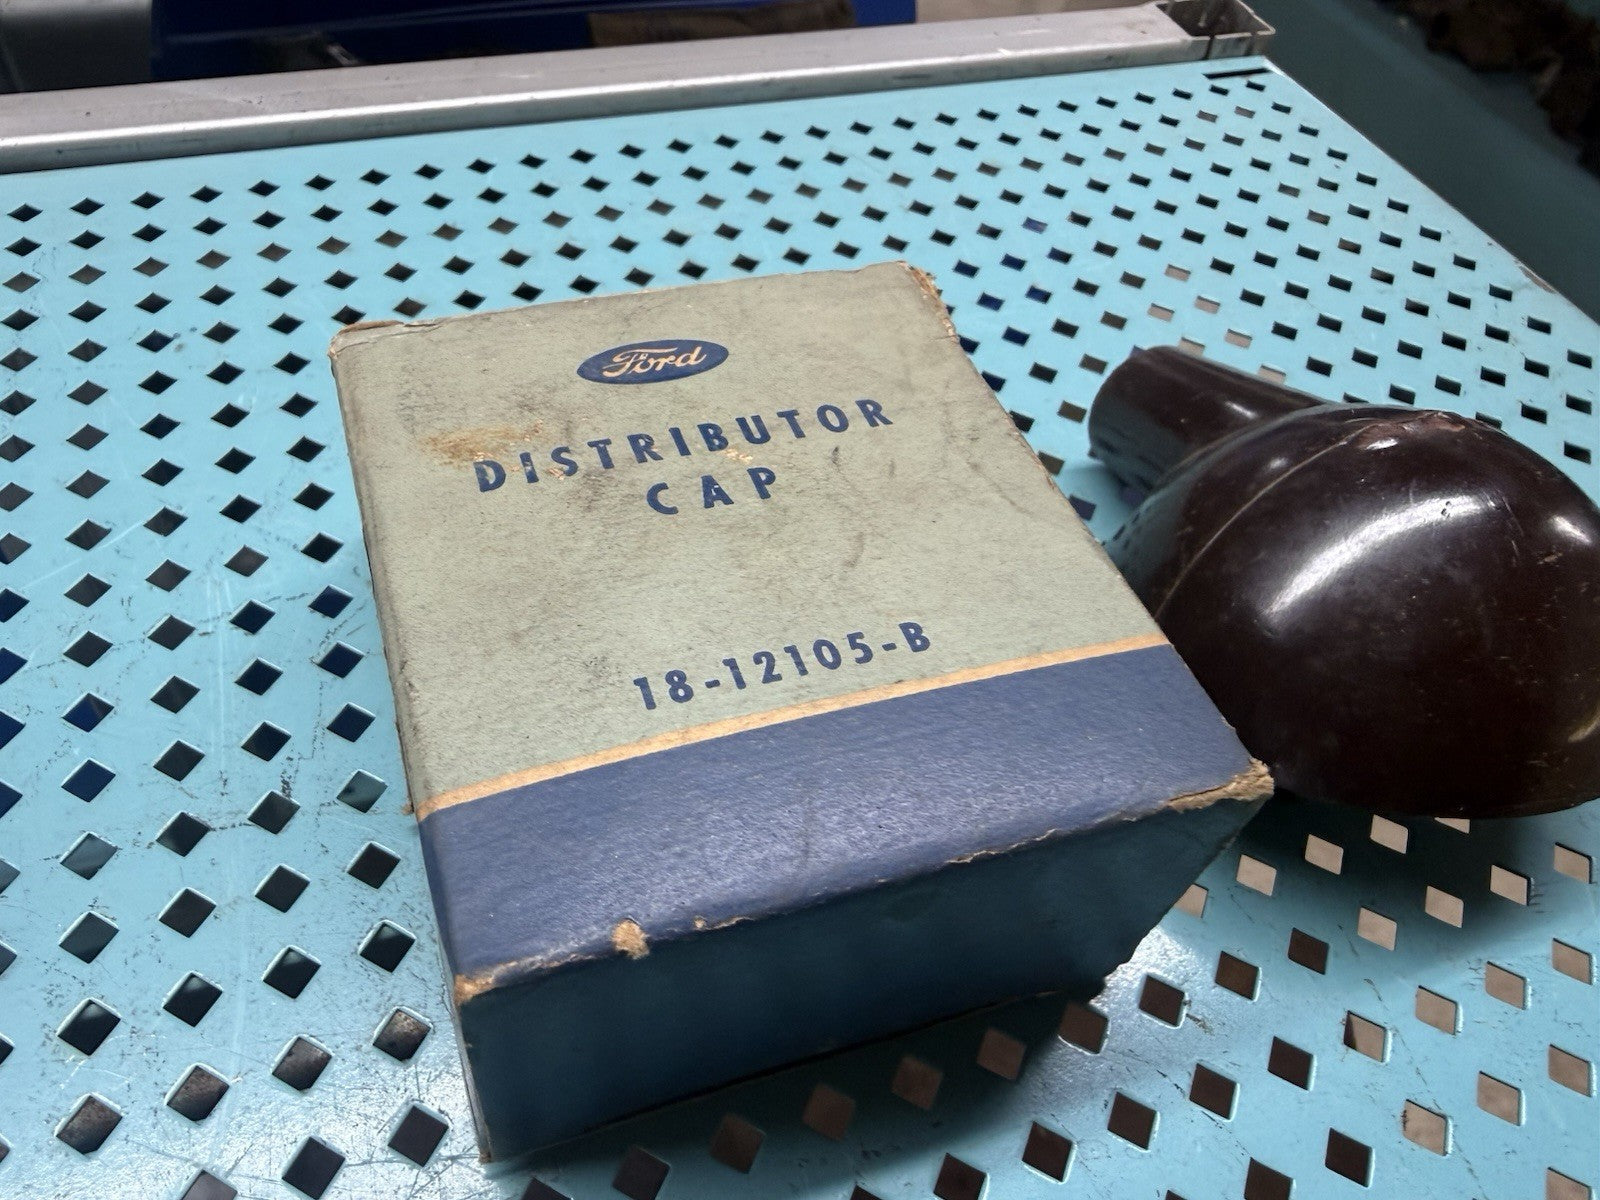 Ford
DISTRIBUTOR
CAP
18-12105-B